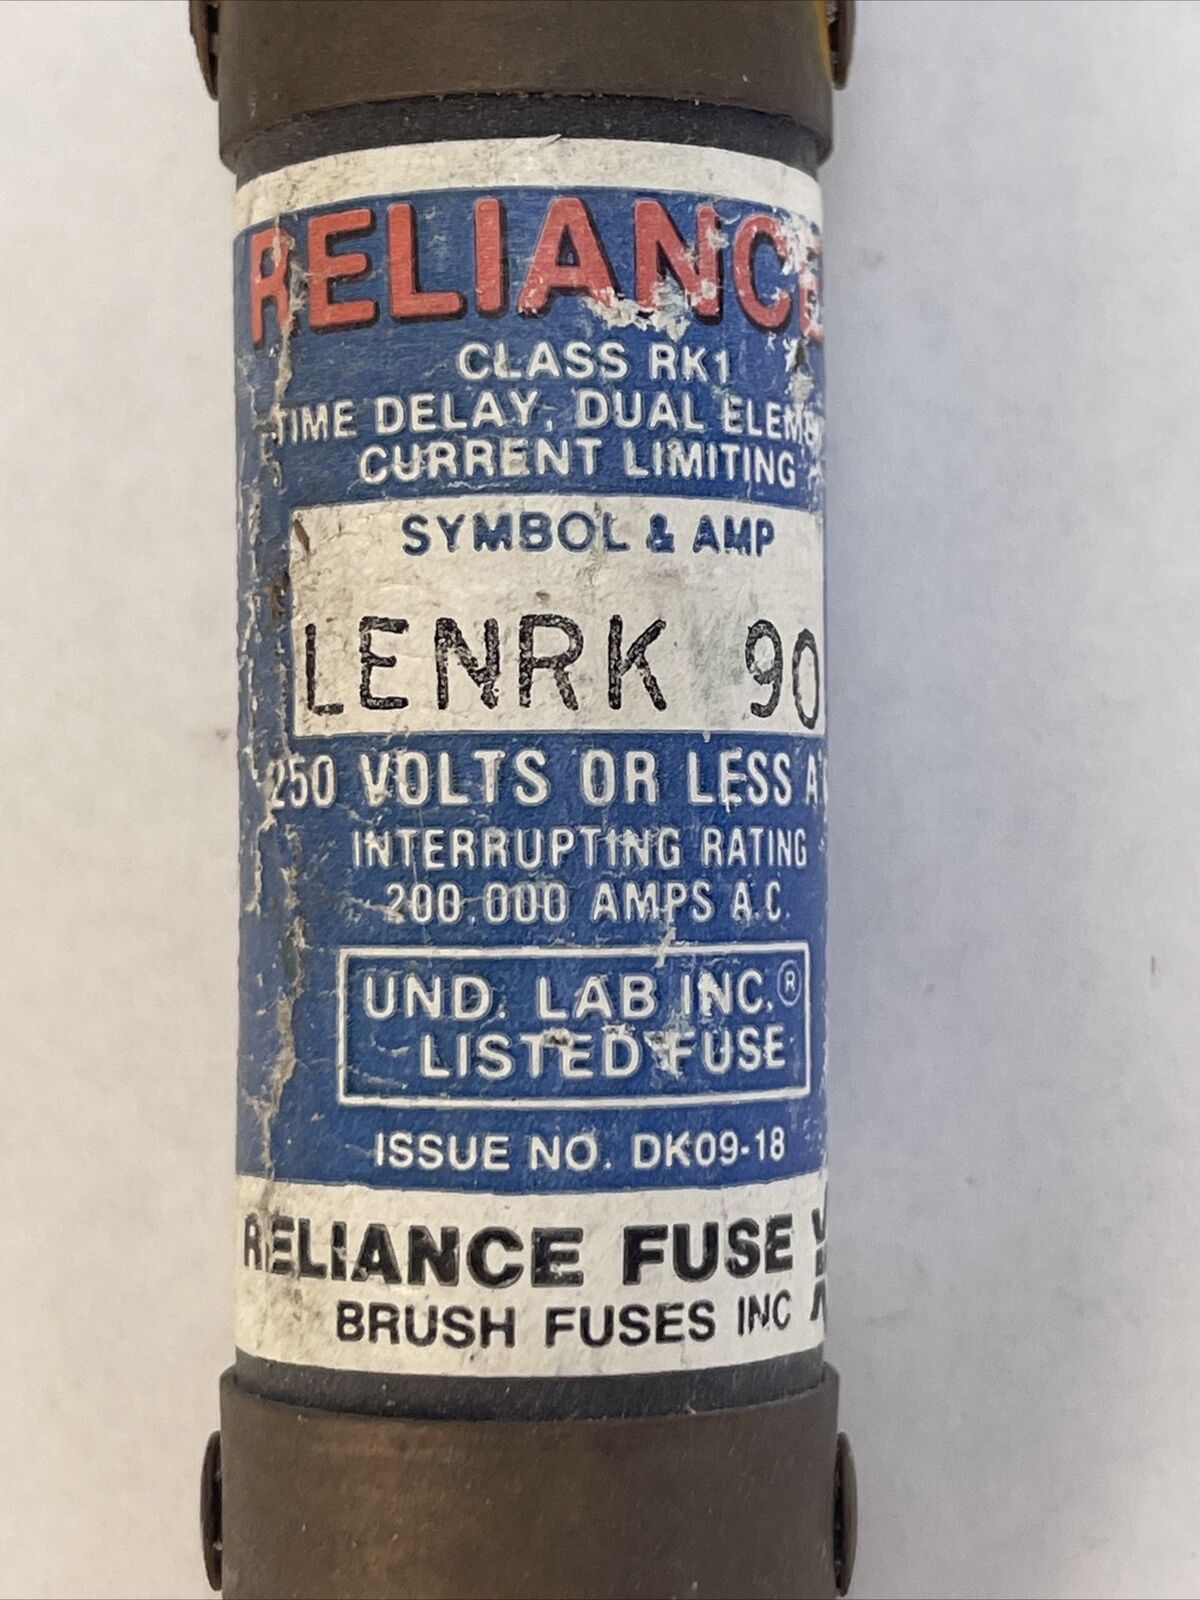 RELIANCE
CLASS RK1
TIME DELAY, DUAL ELEMEN
CURRENT LIMITING
SYMBOL & AMP
LENRK 90
250 VOLTS OR LESS A.C
INTERRUPTING RATING
200,000 AMPS A.C.
UND. LAB INC.®
LISTED FUSE
ISSUE NO. DK09-18
RELIANCE FUSE
BRUSH FUSES INC